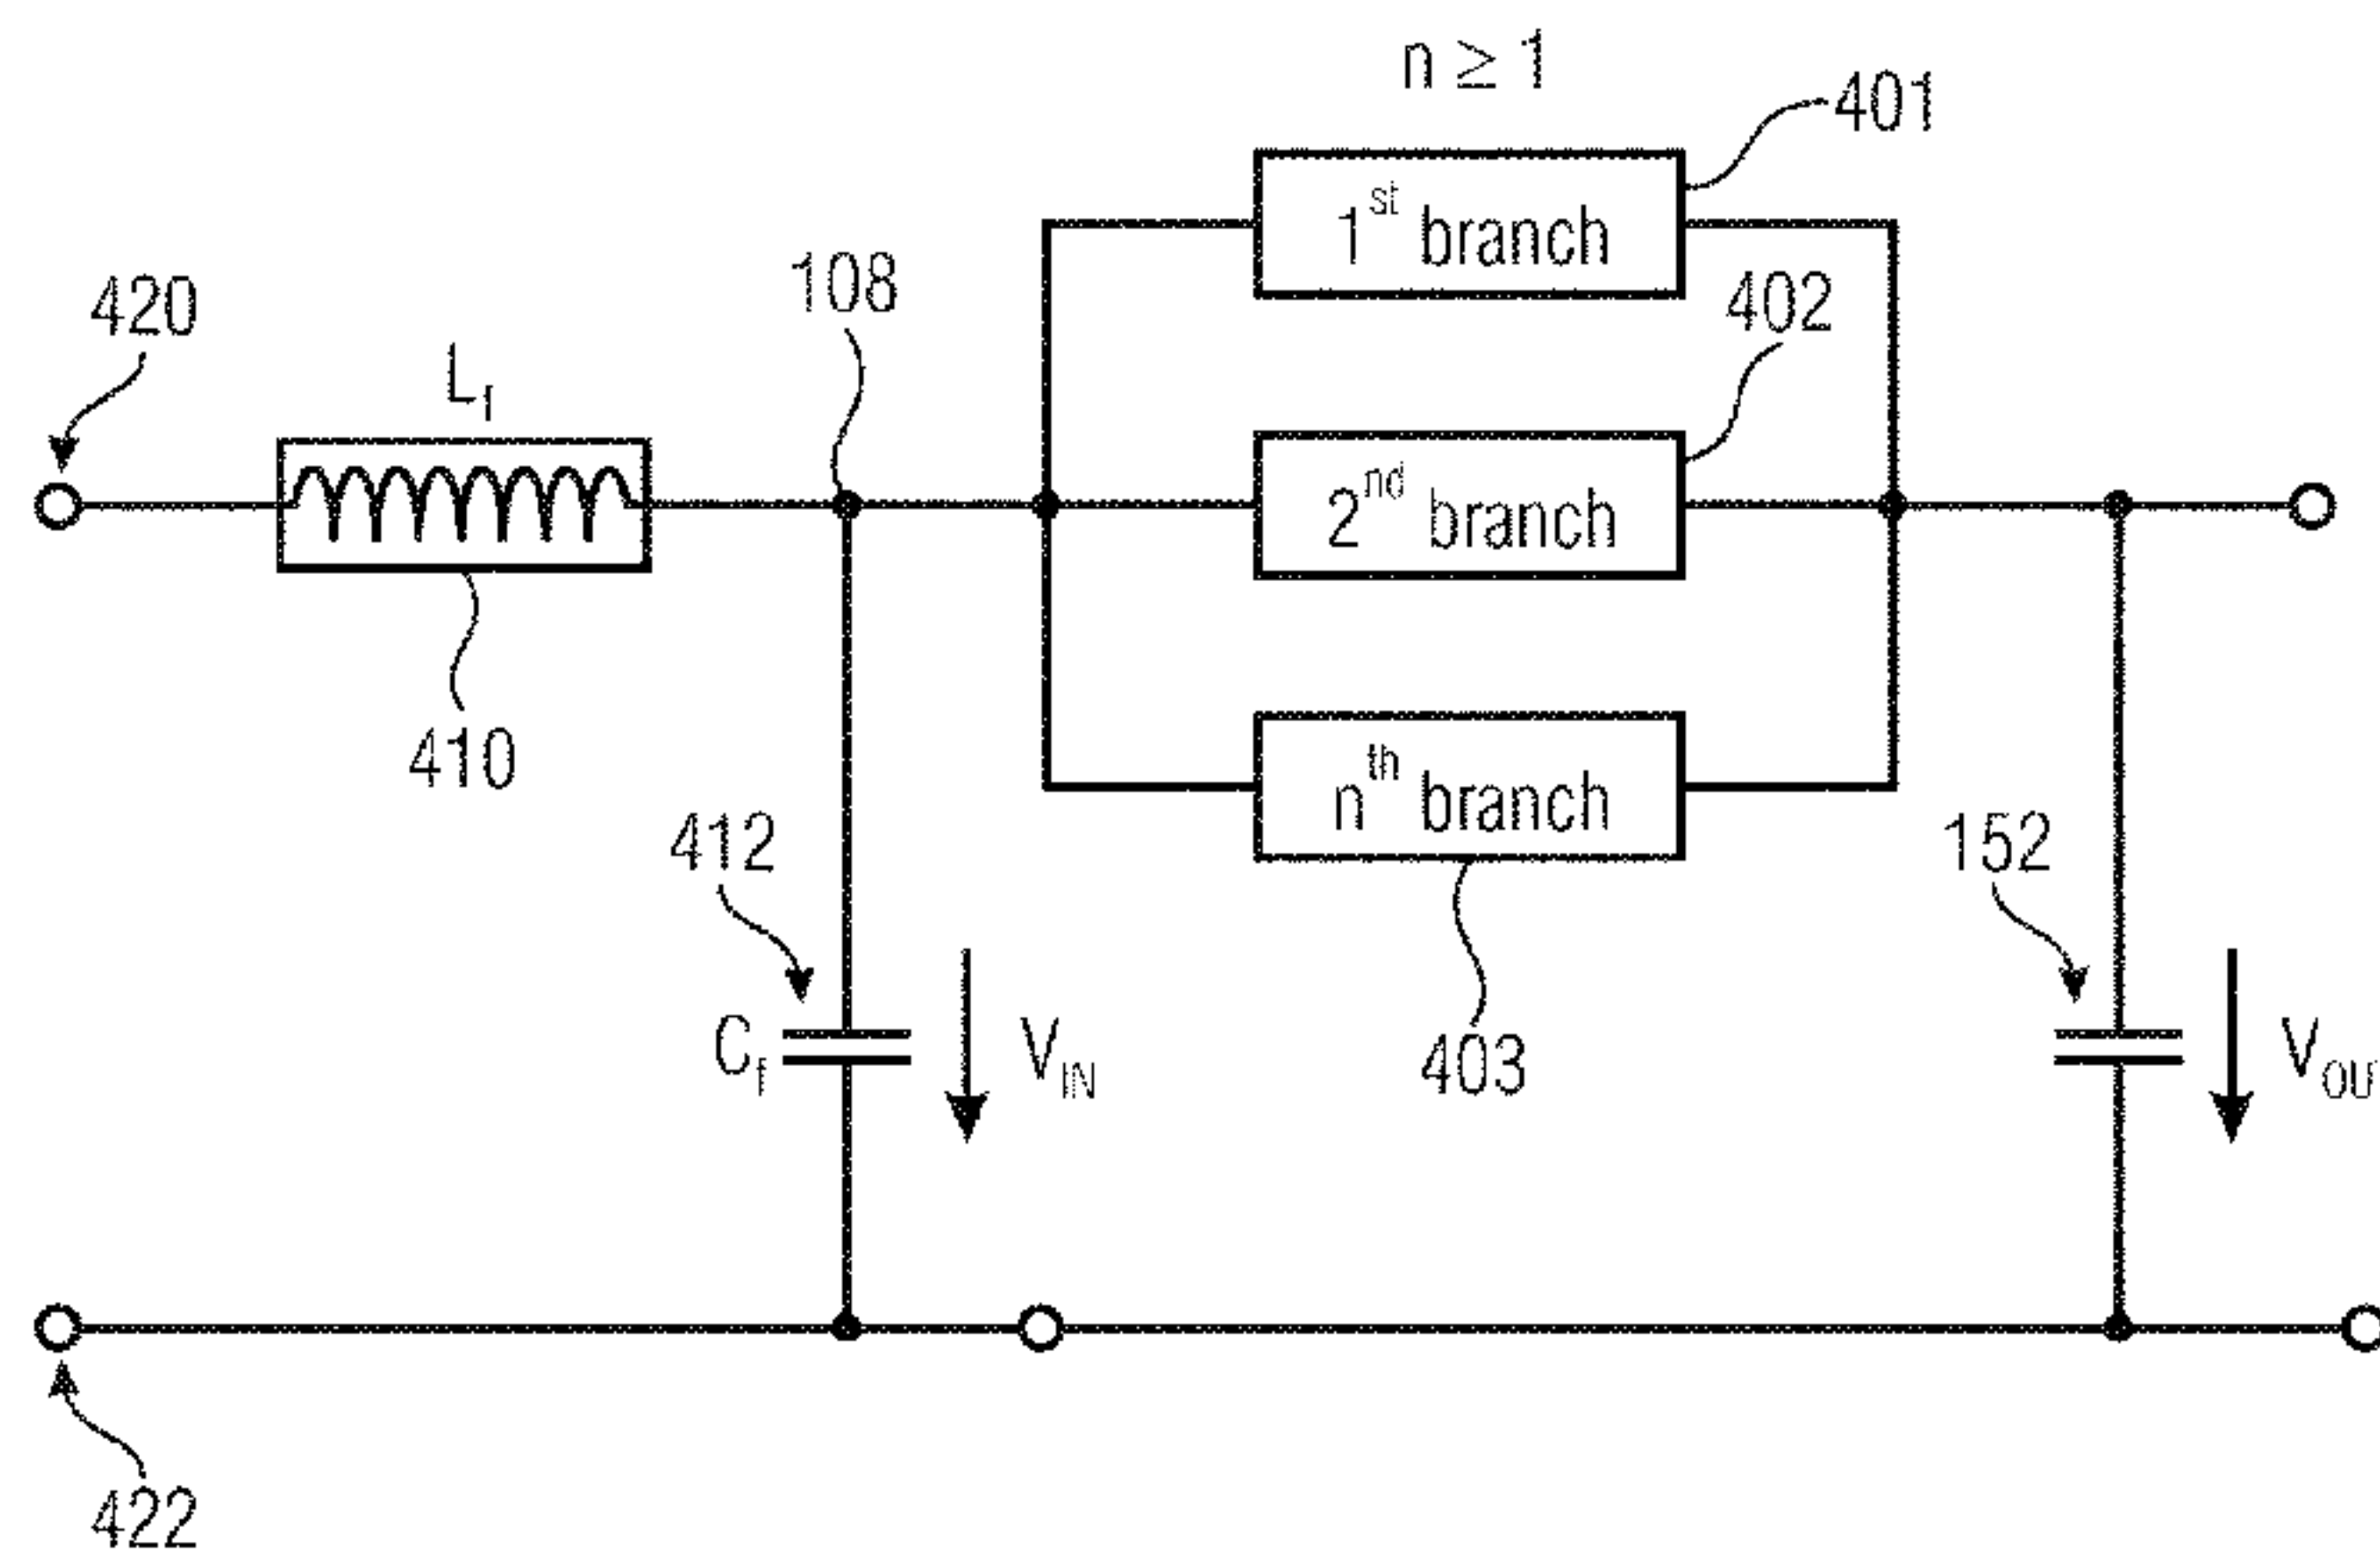 n ≥ 1
401
1st branch
108
402
420
Lf
2nd branch
410
nth branch
412
152
Cf
VIN
403
VOU
422